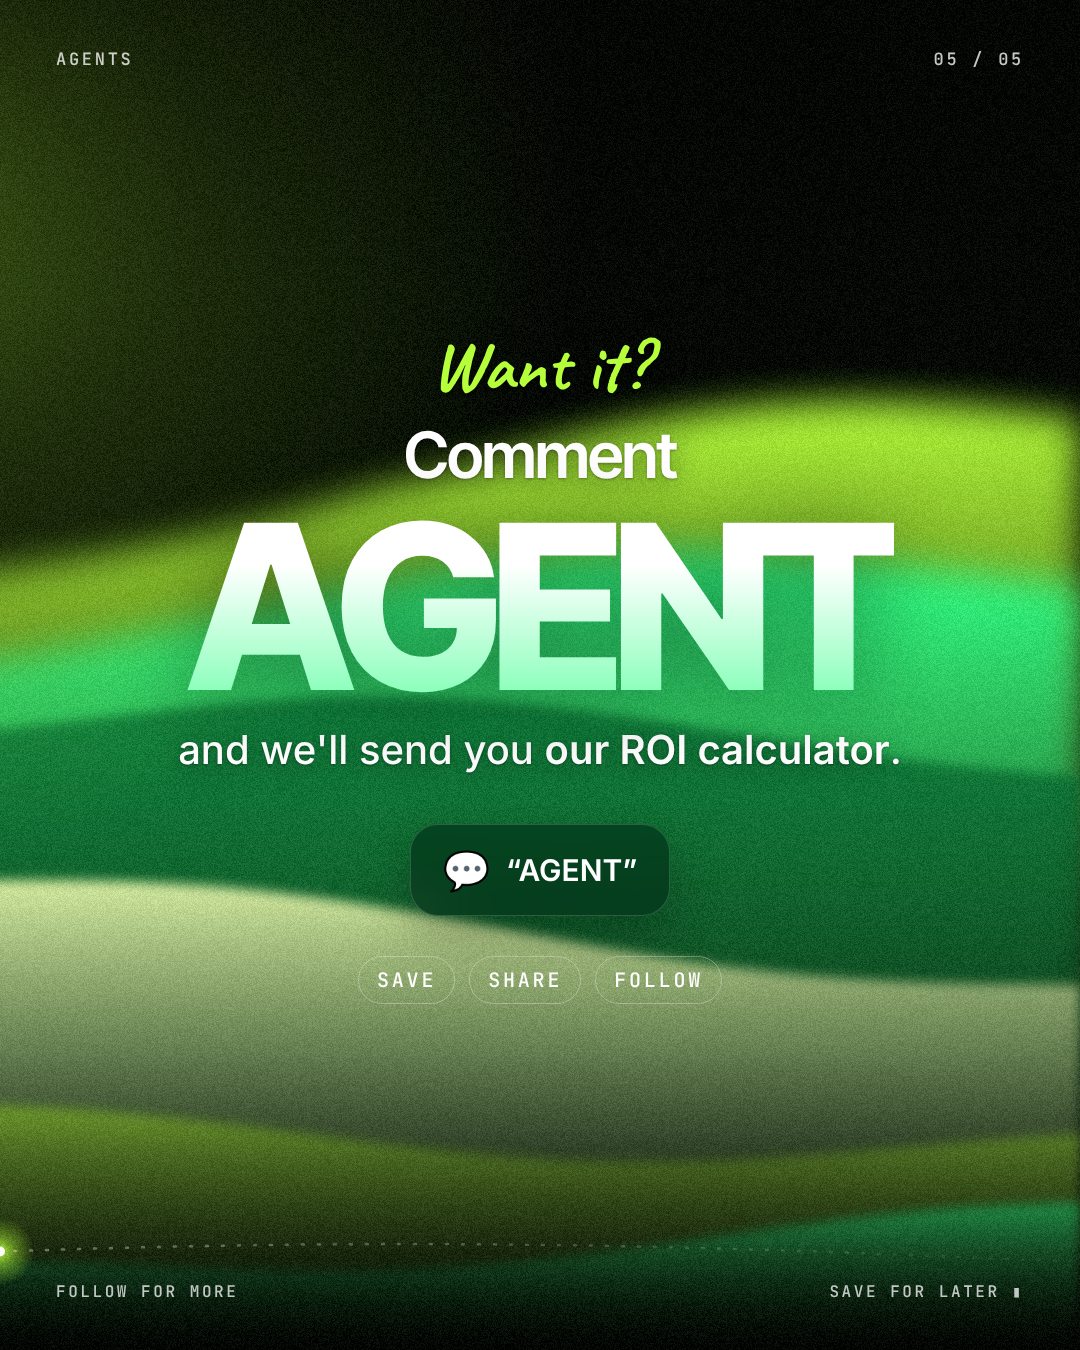 AGENTS
05 / 05
Want it?
Comment
AGENT
and we'll send you our ROI calculator.
“AGENT”
SAVE
SHARE
FOLLOW
FOLLOW FOR MORE
SAVE FOR LATER